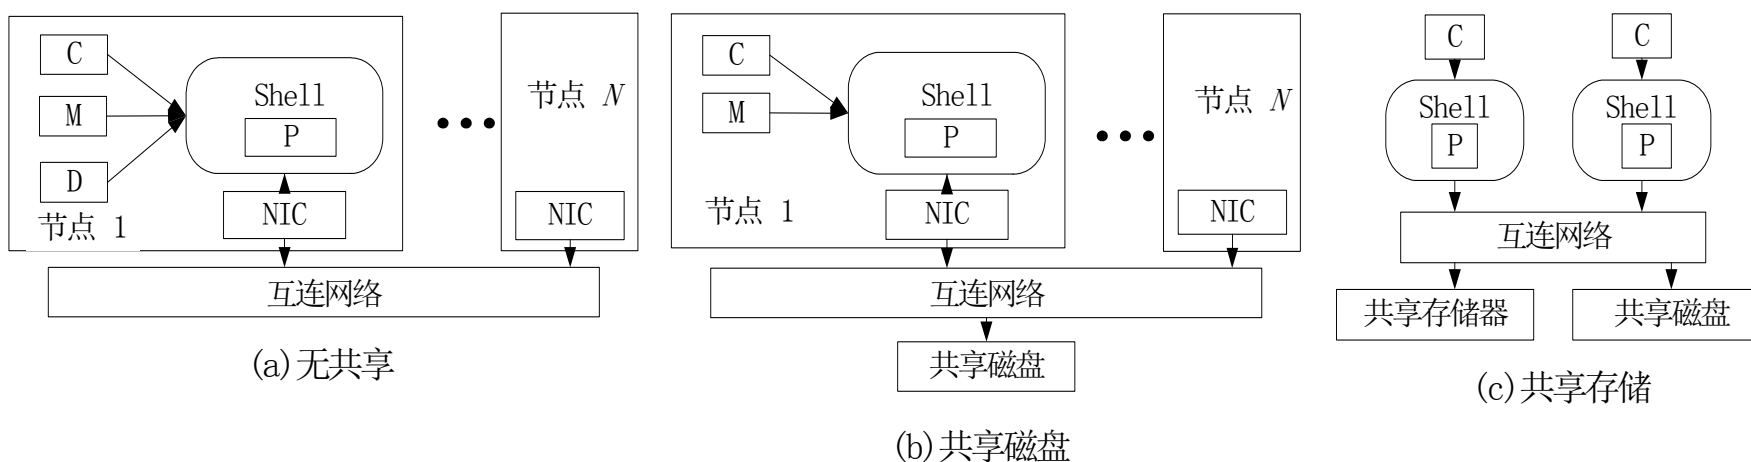 C
M
D
Shell
P
NIC
节点 1
节点 N
NIC
互连网络
(a)无共享
C
M
Shell
P
NIC
节点 1
节点 N
NIC
互连网络
共享磁盘
(b)共享磁盘
C
C
Shell
P
Shell
P
互连网络
共享存储器
共享磁盘
(c)共享存储